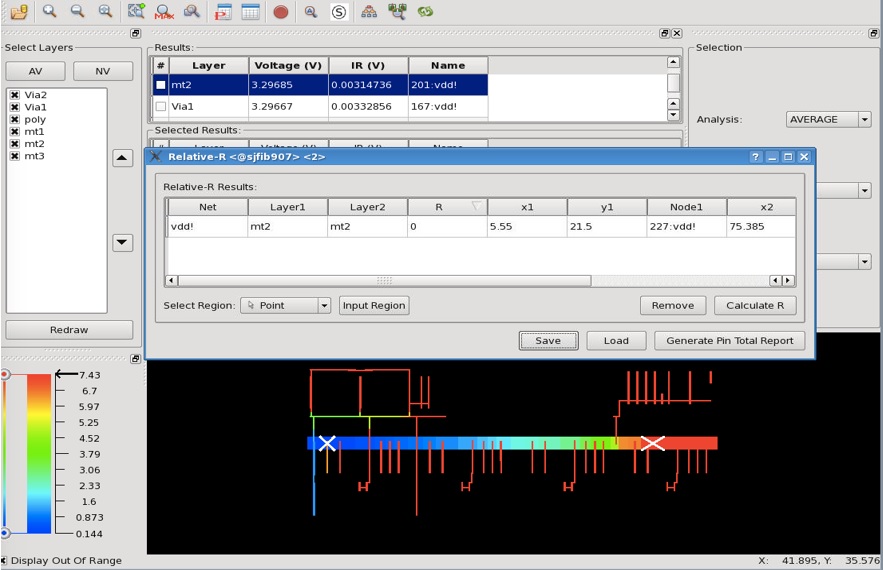 MAX
S
Select Layers
AV NV
Via2
Via1
poly
mt1
mt2
mt3
Redraw
Results:
# Layer Voltage (V) IR (V) Name
mt2 3.29685 0.00314736 201:vdd!
Via1 3.29667 0.00332856 167:vdd!
Selected Results:
# Layer Voltage (V) IR (V) Name
Selection
Analysis: AVERAGE
Relative-R <@sjfib907> <2>
Relative-R Results:
Net Layer1 Layer2 R x1 y1 Node1 x2
vdd! mt2 mt2 0 5.55 21.5 227:vdd! 75.385
Select Region: Point Input Region Remove Calculate R
Save Load Generate Pin Total Report
7.43
6.7
5.97
5.25
4.52
3.79
3.06
2.33
1.6
0.873
0.144
Display Out Of Range
X: 41.895, Y: 35.576